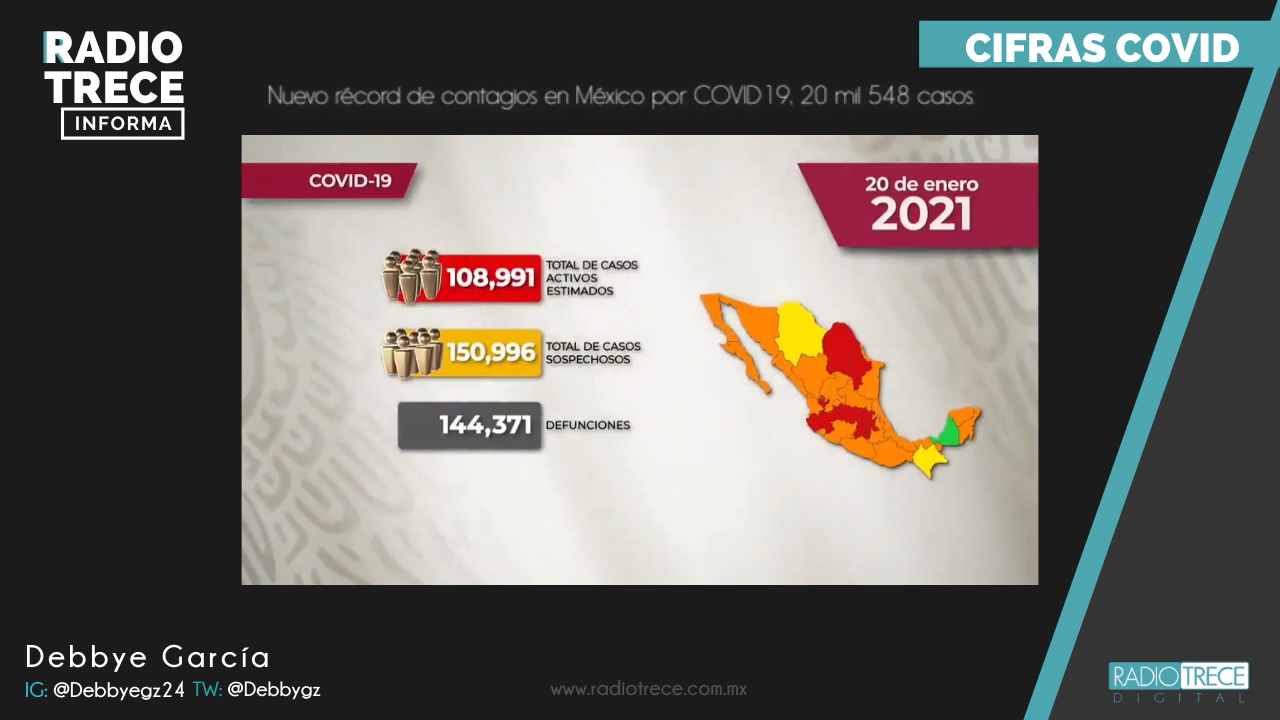 RADIO
TRECE
INFORMA
CIFRAS COVID
Nuevo récord de contagios en México por COVID19, 20 mil 548 casos
COVID-19
20 de enero
2021
108,991
TOTAL DE CASOS
ACTIVOS
ESTIMADOS
150,996
TOTAL DE CASOS
SOSPECHOSOS
144,371
DEFUNCIONES
Debbye García
IG: @Debbyegz24 TW: @Debbygz
www.radiotrece.com.mx
RADIO TRECE
DIGITAL